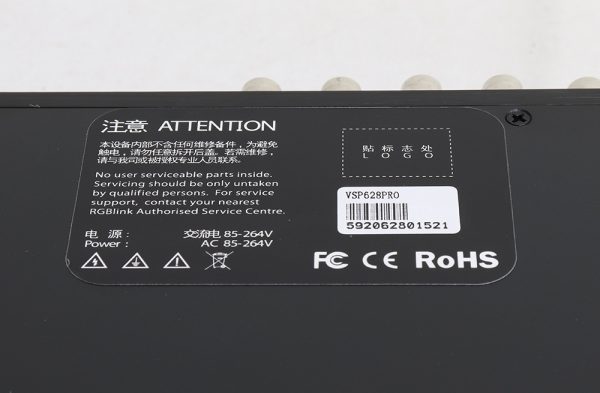 注意 ATTENTION
本设备内部不含任何维修备件，为避免
触电，请勿任意拆开后盖。若需维修，
请与我司或被授权专业人员联系。
No user serviceable parts inside.
Servicing should be only untaken
by qualified persons. For service
support, contact your nearest
RGBlink Authorised Service Centre.
电 源： 交流电 85-264V
Power: AC 85-264V
贴 标 志 处
L O G O
VSP628PRO
592062801521
FC CE RoHS